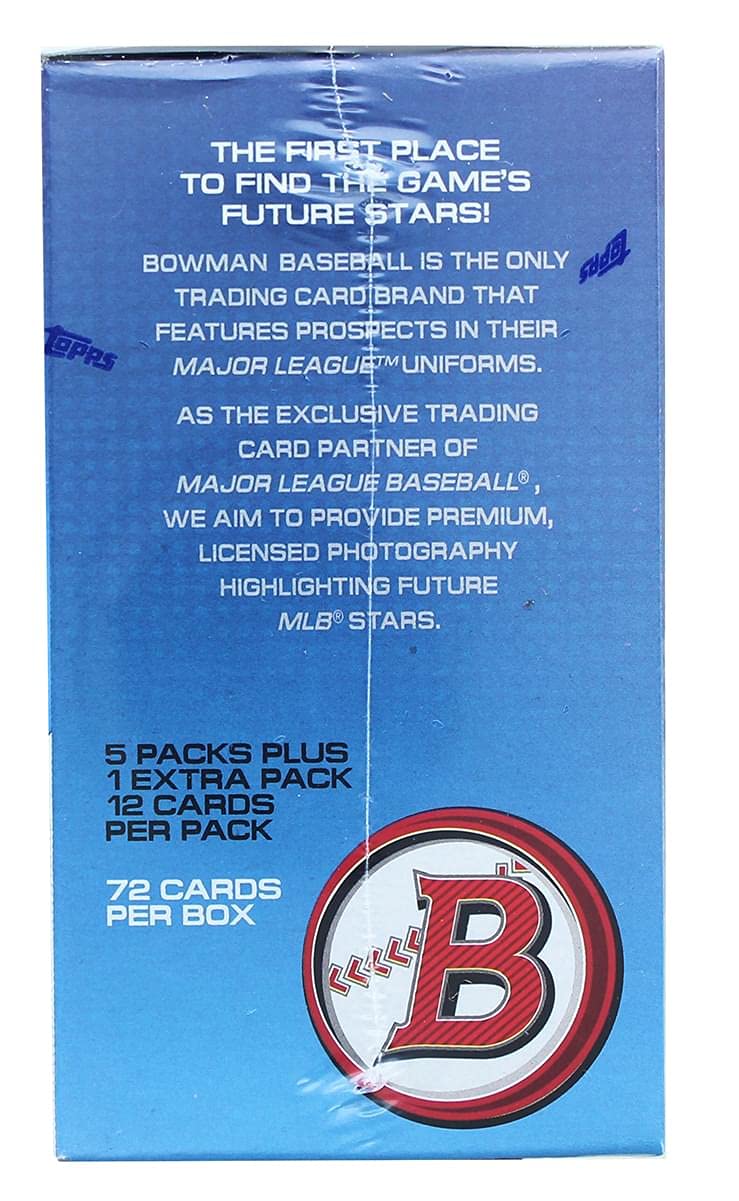 THE FIRST PLACE
TO FIND THE GAME'S
FUTURE STARS!
BOWMAN BASEBALL IS THE ONLY
TRADING CARD BRAND THAT
FEATURES PROSPECTS IN THEIR
MAJOR LEAGUE™ UNIFORMS.
topps
topps
AS THE EXCLUSIVE TRADING
CARD PARTNER OF
MAJOR LEAGUE BASEBALL®,
WE AIM TO PROVIDE PREMIUM,
LICENSED PHOTOGRAPHY
HIGHLIGHTING FUTURE
MLB® STARS.
5 PACKS PLUS
1 EXTRA PACK
12 CARDS
PER PACK
72 CARDS
PER BOX
B